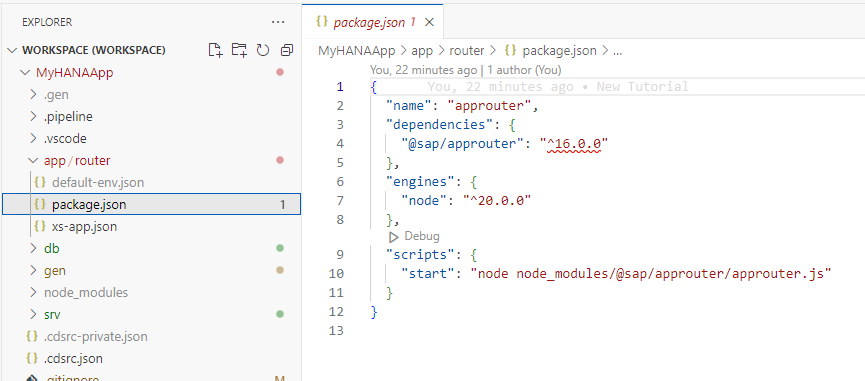 EXPLORER
WORKSPACE (WORKSPACE)
MyHANAApp
.gen
.pipeline
.vscode
app / router
default-env.json
package.json 1
xs-app.json
db
gen
node_modules
srv
.cdsrc-private.json
.cdsrc.json
.gitignore M
package.json 1
MyHANAApp > app > router > package.json > ...
You, 22 minutes ago | 1 author (You)
1 { You, 22 minutes ago • New Tutorial
2 "name": "approuter",
3 "dependencies": {
4 "@sap/approuter": "^16.0.0"
5 },
6 "engines": {
7 "node": "^20.0.0"
8 },
Debug
9 "scripts": {
10 "start": "node node_modules/@sap/approuter/approuter.js"
11 }
12 }
13